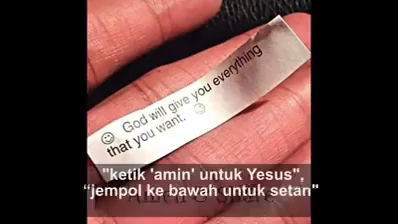 ☺ God will give you everything
that you want. ☺
"ketik 'amin' untuk Yesus",
“jempol ke bawah untuk setan"